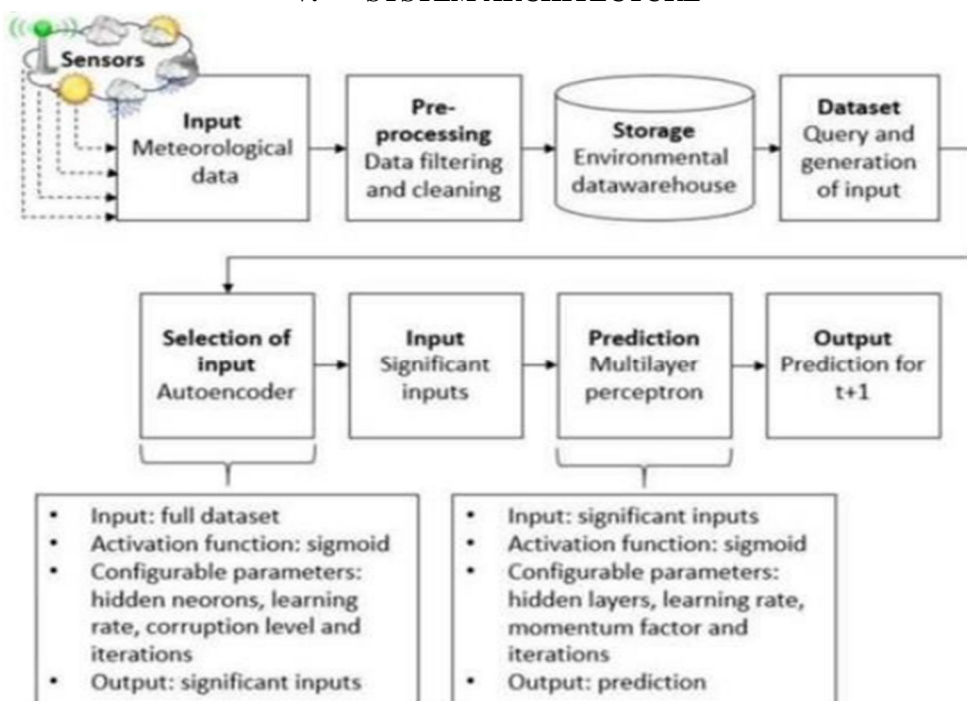 Sensors
Input
Meteorological
data
Pre-
processing
Data filtering
and cleaning
Storage
Environmental
datawarehouse
Dataset
Query and
generation
of input
Selection of
input
Autoencoder
Input
Significant
inputs
Prediction
Multilayer
perceptron
Output
Prediction for
t+1
• Input: full dataset
• Activation function: sigmoid
• Configurable parameters:
hidden neorons, learning
rate, corruption level and
iterations
• Output: significant inputs
• Input: significant inputs
• Activation function: sigmoid
• Configurable parameters:
hidden layers, learning rate,
momentum factor and
iterations
• Output: prediction